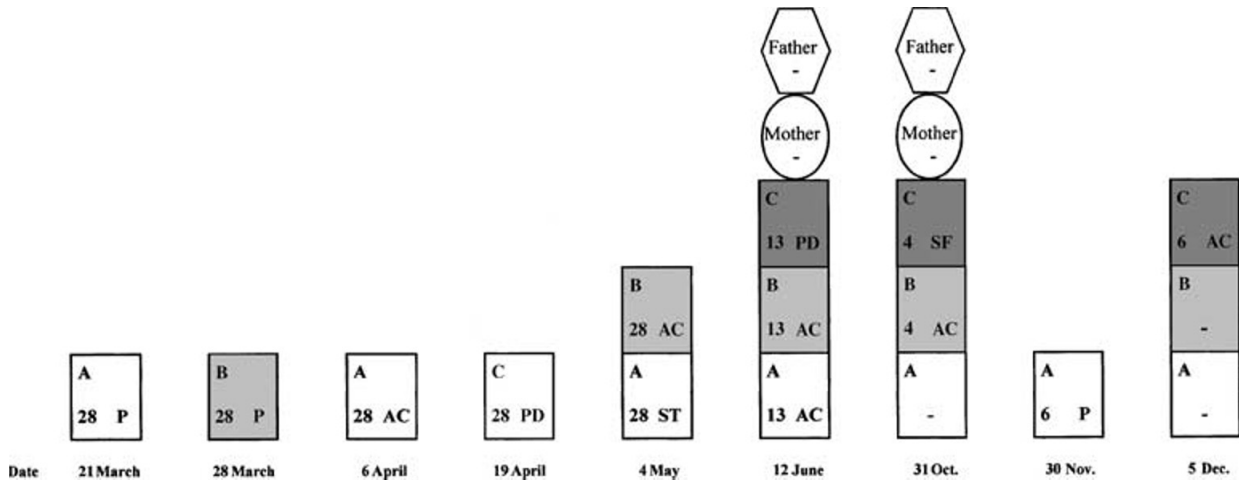 Father Father
- -
Mother Mother
- -
C C C
13 PD 4 SF 6 AC
B B B B
28 AC 13 AC 4 AC -
A B A C A A A A A
28 P 28 P 28 AC 28 PD 28 ST 13 AC - 6 P -
Date 21 March 28 March 6 April 19 April 4 May 12 June 31 Oct. 30 Nov. 5 Dec.